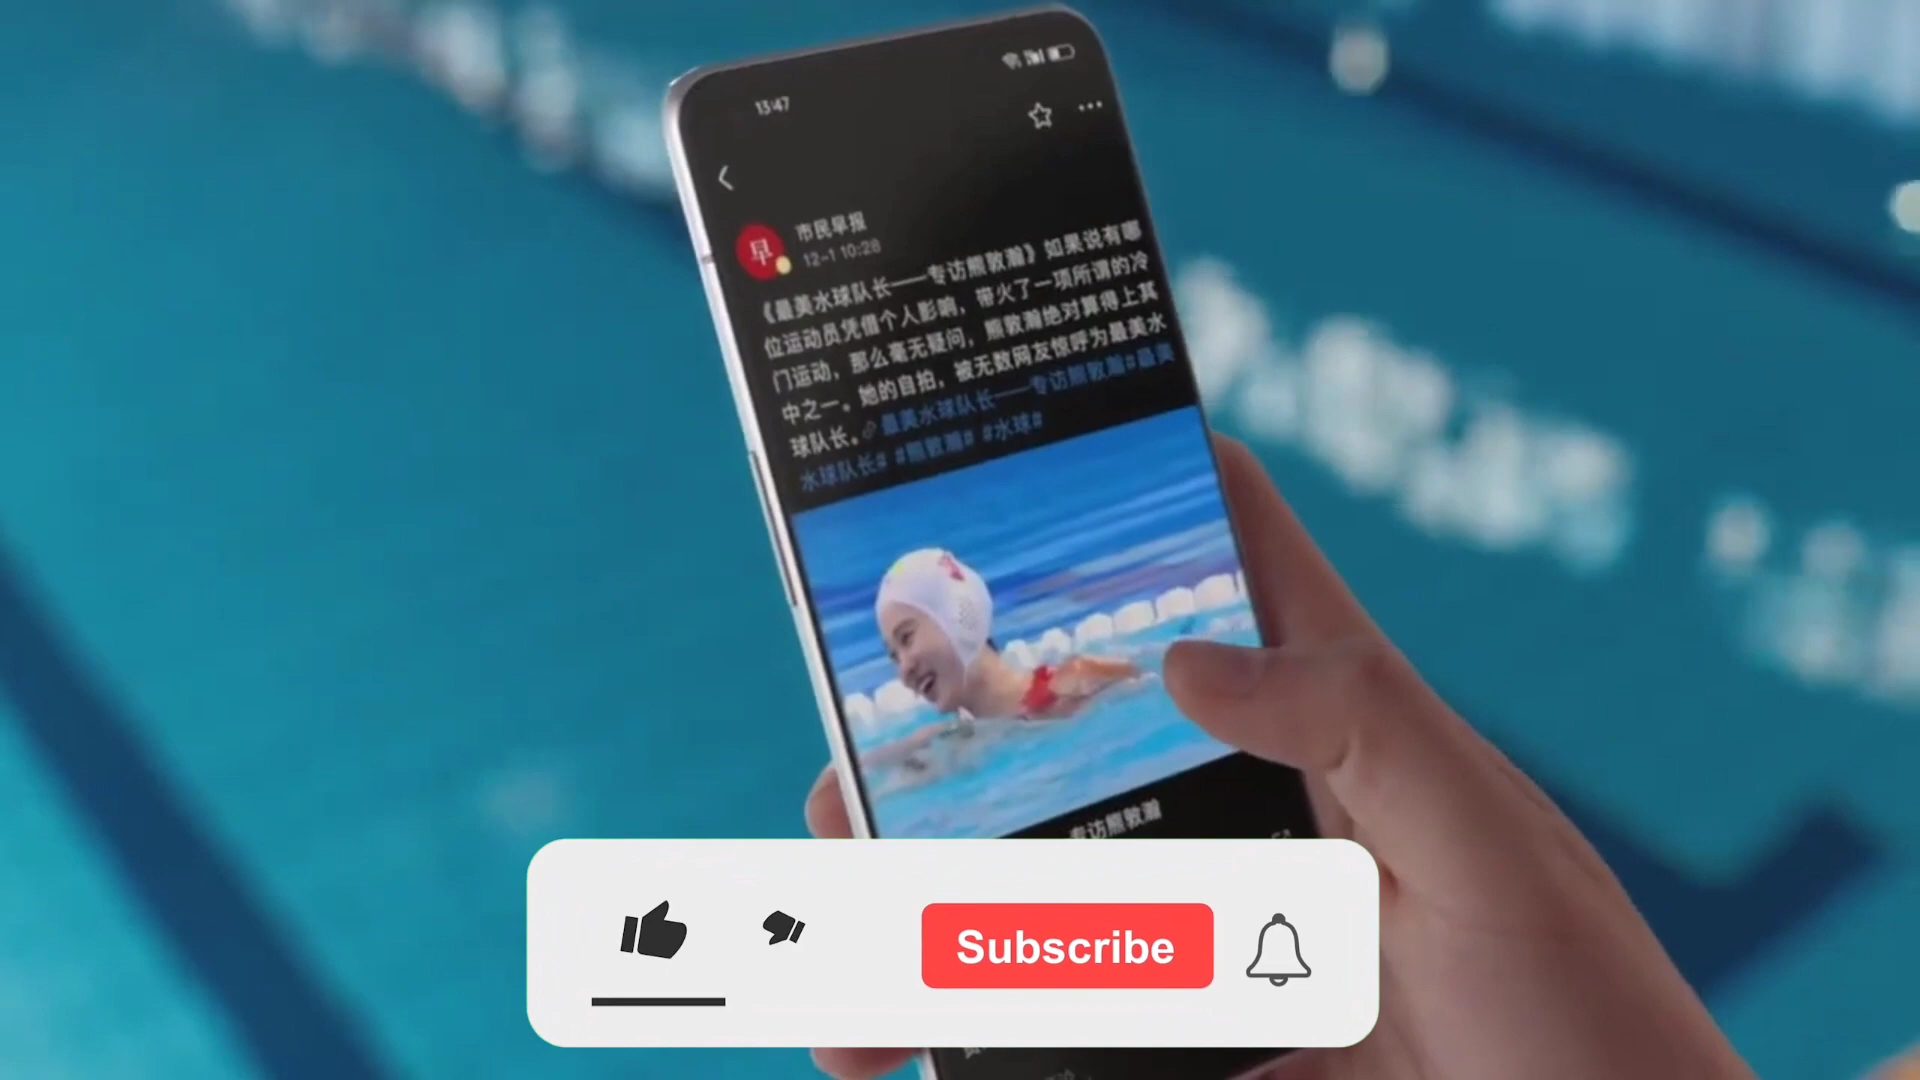 13:47
市民早报
早
12-1 10:28
《最美水球队长——专访熊敦瀚》如果说有哪
位运动员凭借个人影响，带火了一项所谓的冷
门运动，那么毫无疑问，熊敦瀚绝对算得上其
中之一。她的自拍，被无数网友惊呼为最美水
球队长。最美水球队长——专访熊敦瀚#最美
水球队长# #熊敦瀚# #水球#
专访熊敦瀚
Subscribe